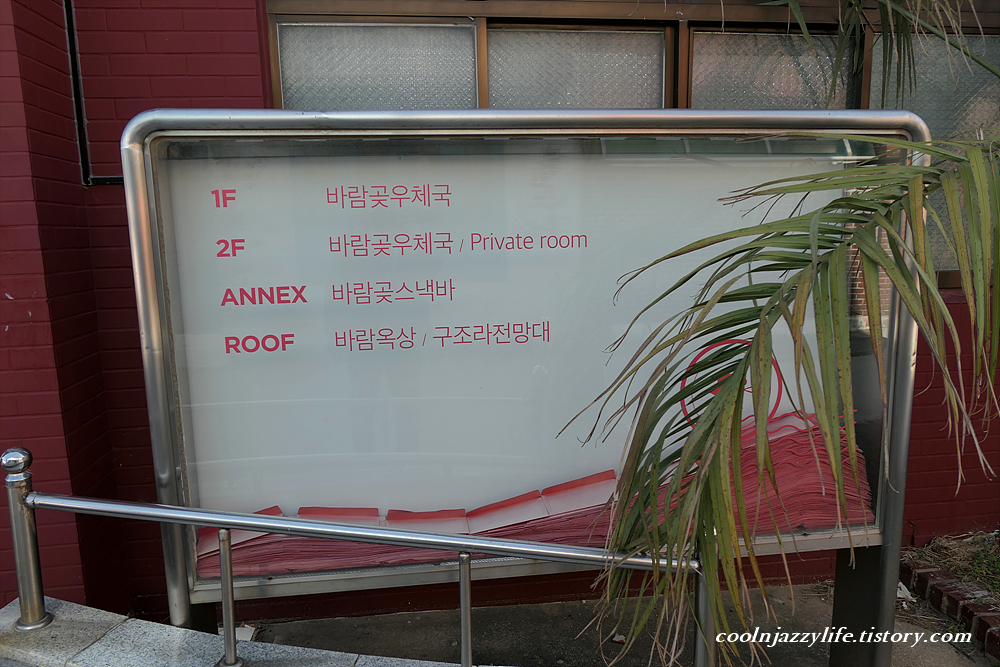 1F 바람곶우체국
2F 바람곶우체국 / Private room
ANNEX 바람곶스낵바
ROOF 바람옥상 / 구조라전망대
coolnjazzylife.tistory.com